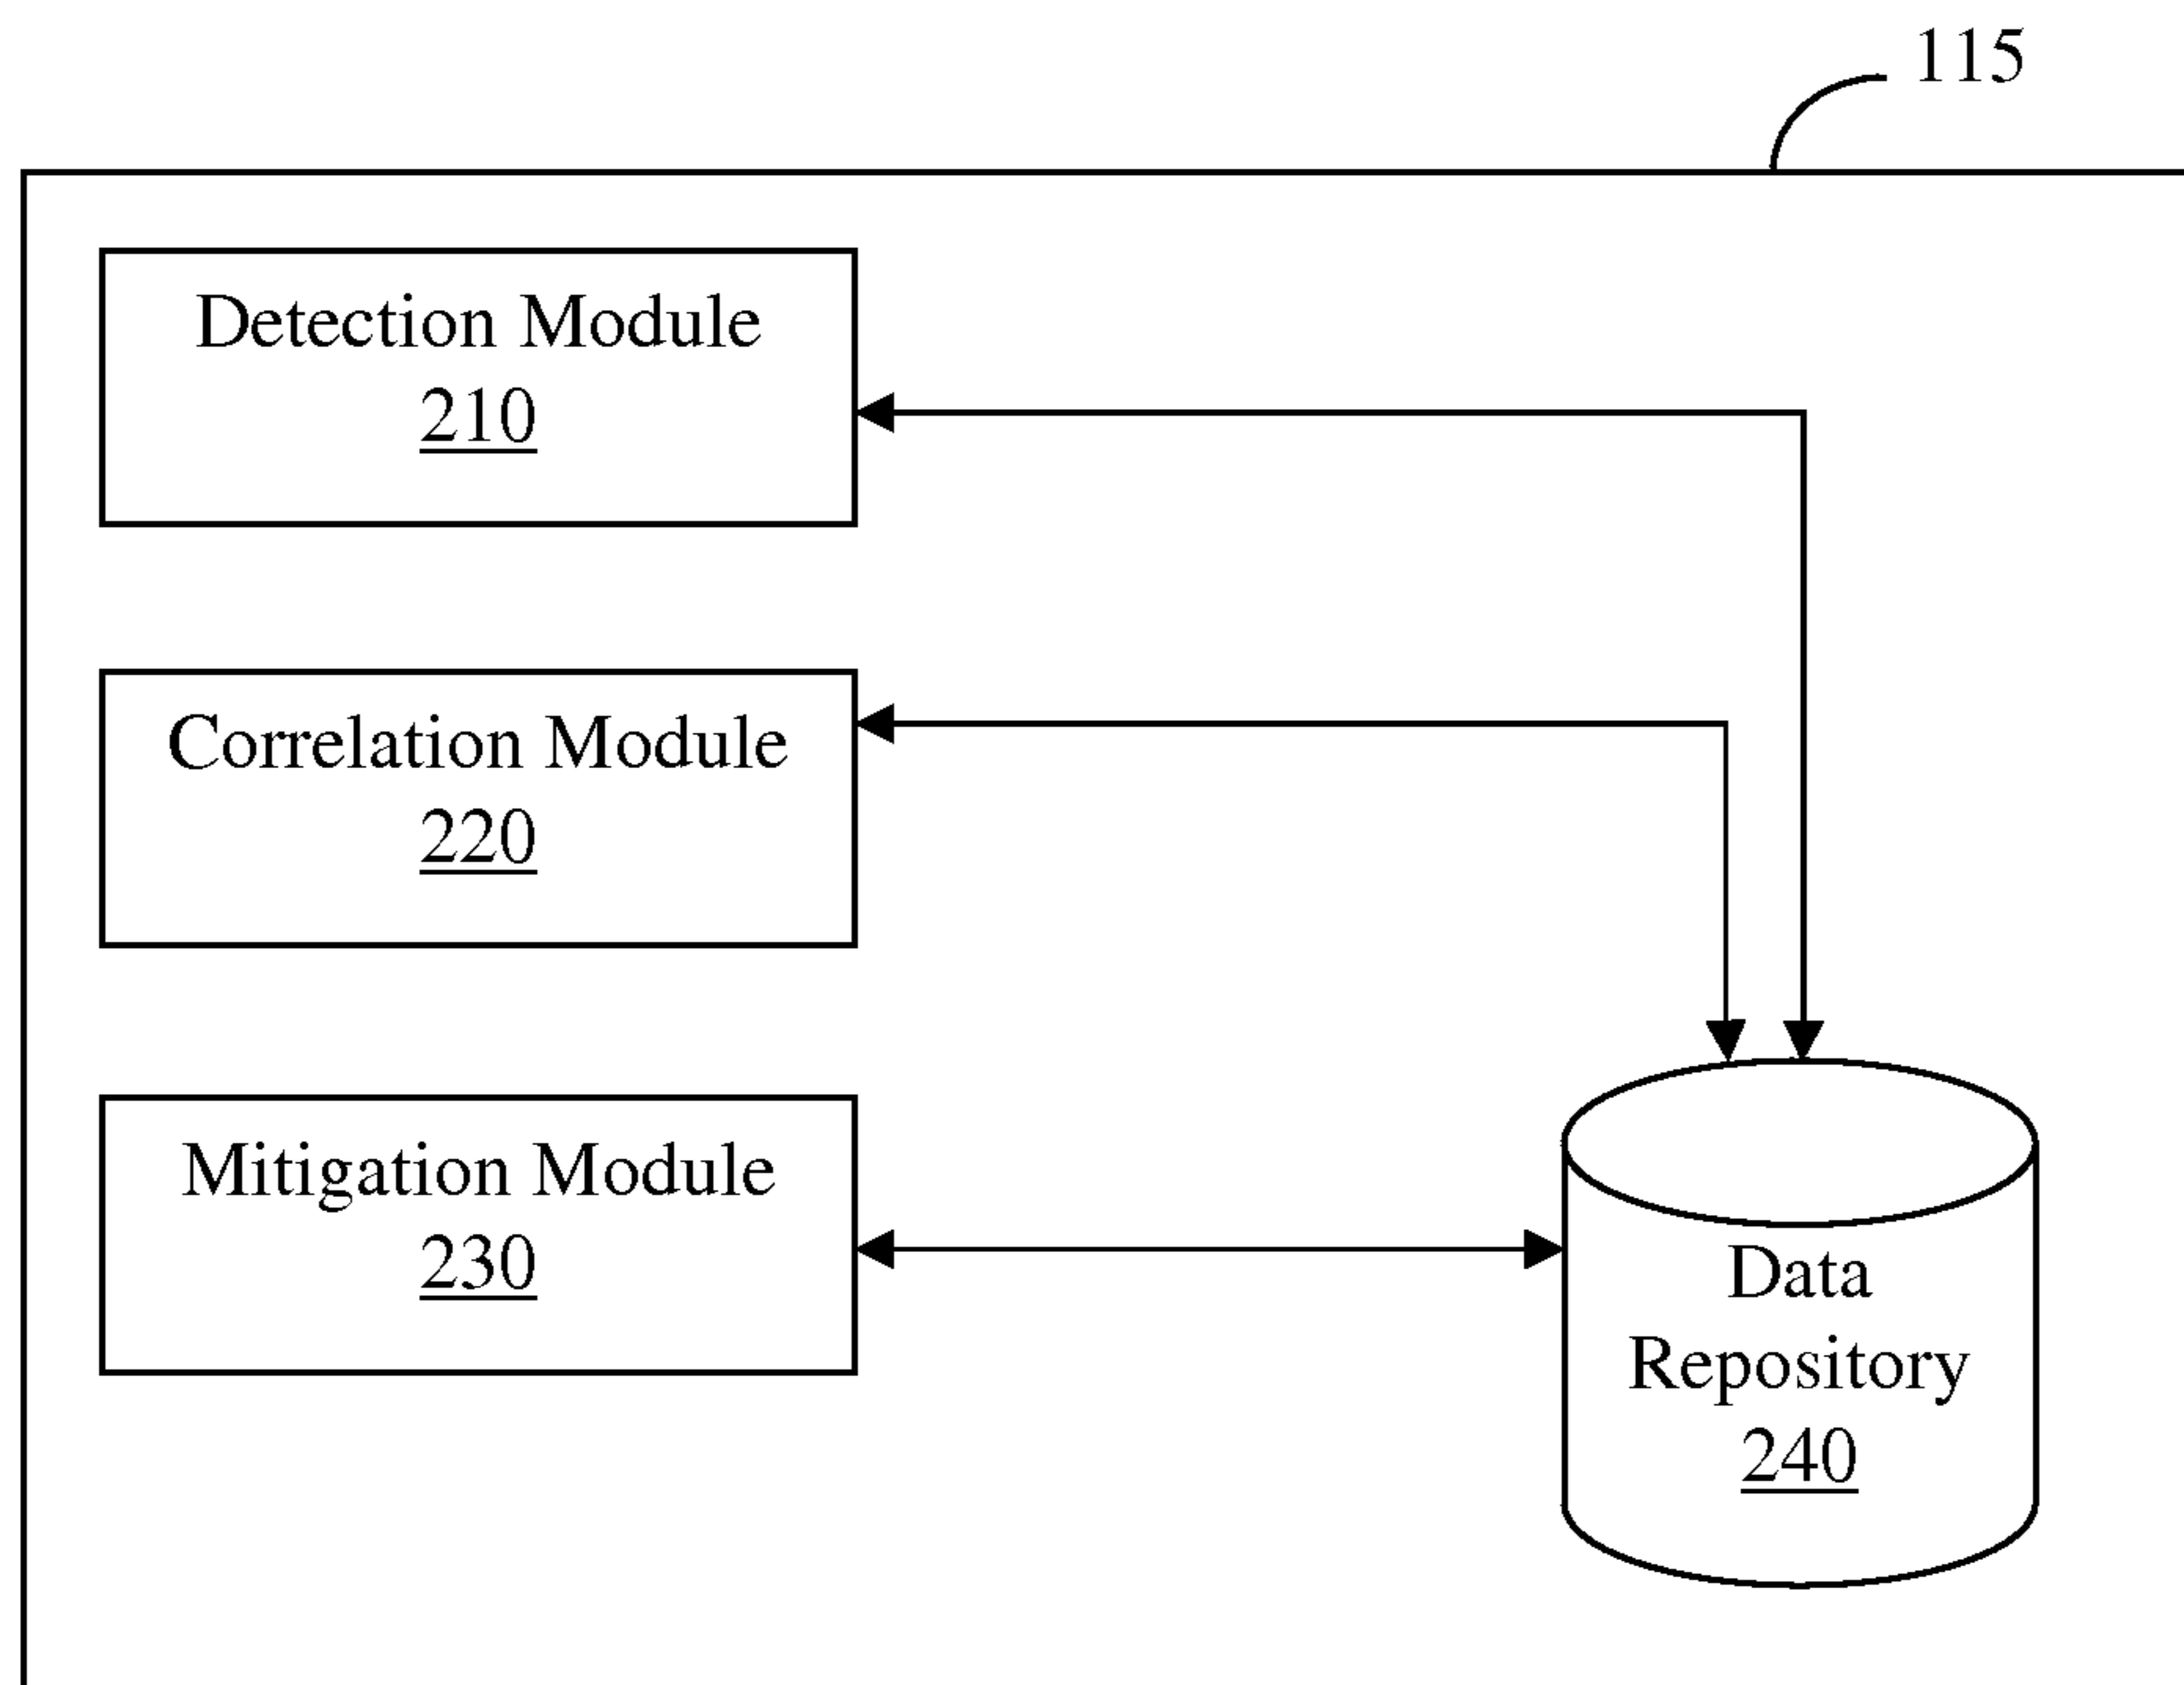 115
Detection Module
210
Correlation Module
220
Mitigation Module
230
Data
Repository
240